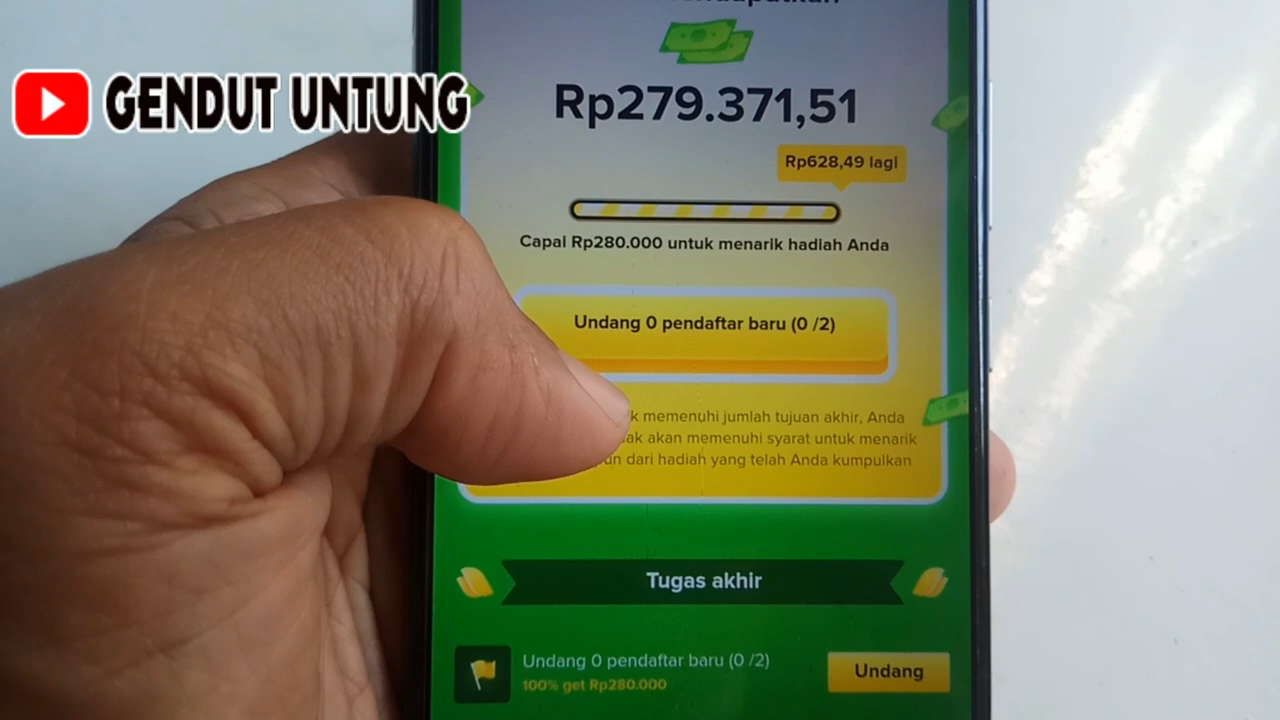 GENDUT UNTUNG
Rp279.371,51
Rp628,49 lagi
Capai Rp280.000 untuk menarik hadiah Anda
Undang 0 pendaftar baru (0 /2)
memenuhi jumlah tujuan akhir, Anda
akan memenuhi syarat untuk menarik
dari hadiah yang telah Anda kumpulkan
Tugas akhir
Undang 0 pendaftar baru (0 /2)
100% get Rp280.000
Undang